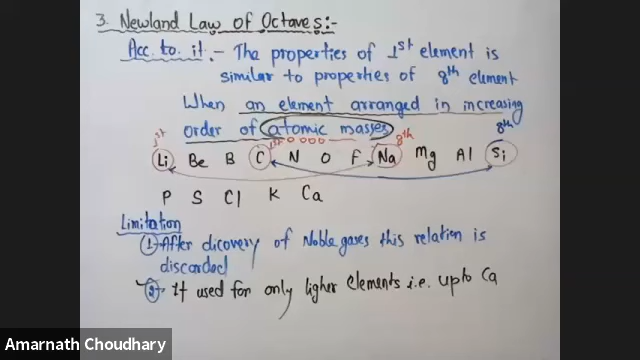 3. Newland Law of Octaves:-
Acc. to. it.- The properties of 1st element is
similar to properties of 8th element
When an element arranged in increasing
order of atomic masses
1st 1st 8th 8th
Li Be B C N O F Na Mg Al Si
P S Cl K Ca
Limitation
① After dicovery of Noble gases this relation is
discarded
② It used for only ligher elements i.e. upto Ca
Amarnath Choudhary